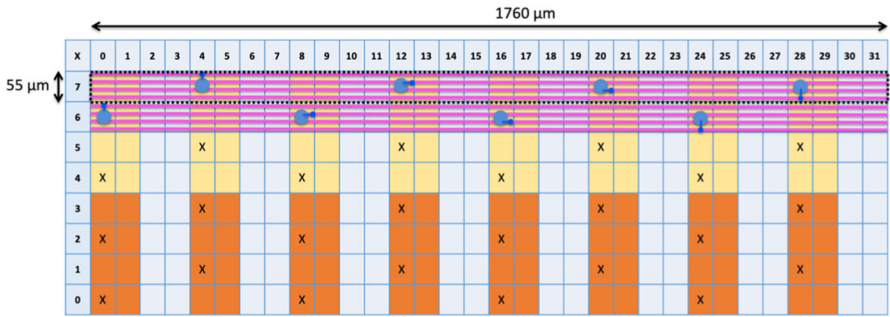 1760 µm
X 0 1 2 3 4 5 6 7 8 9 10 11 12 13 14 15 16 17 18 19 20 21 22 23 24 25 26 27 28 29 30 31
55 µm 7
6
5 X X X X
4 X X X X
3 X X X X
2 X X X X
1 X X X X
0 X X X X